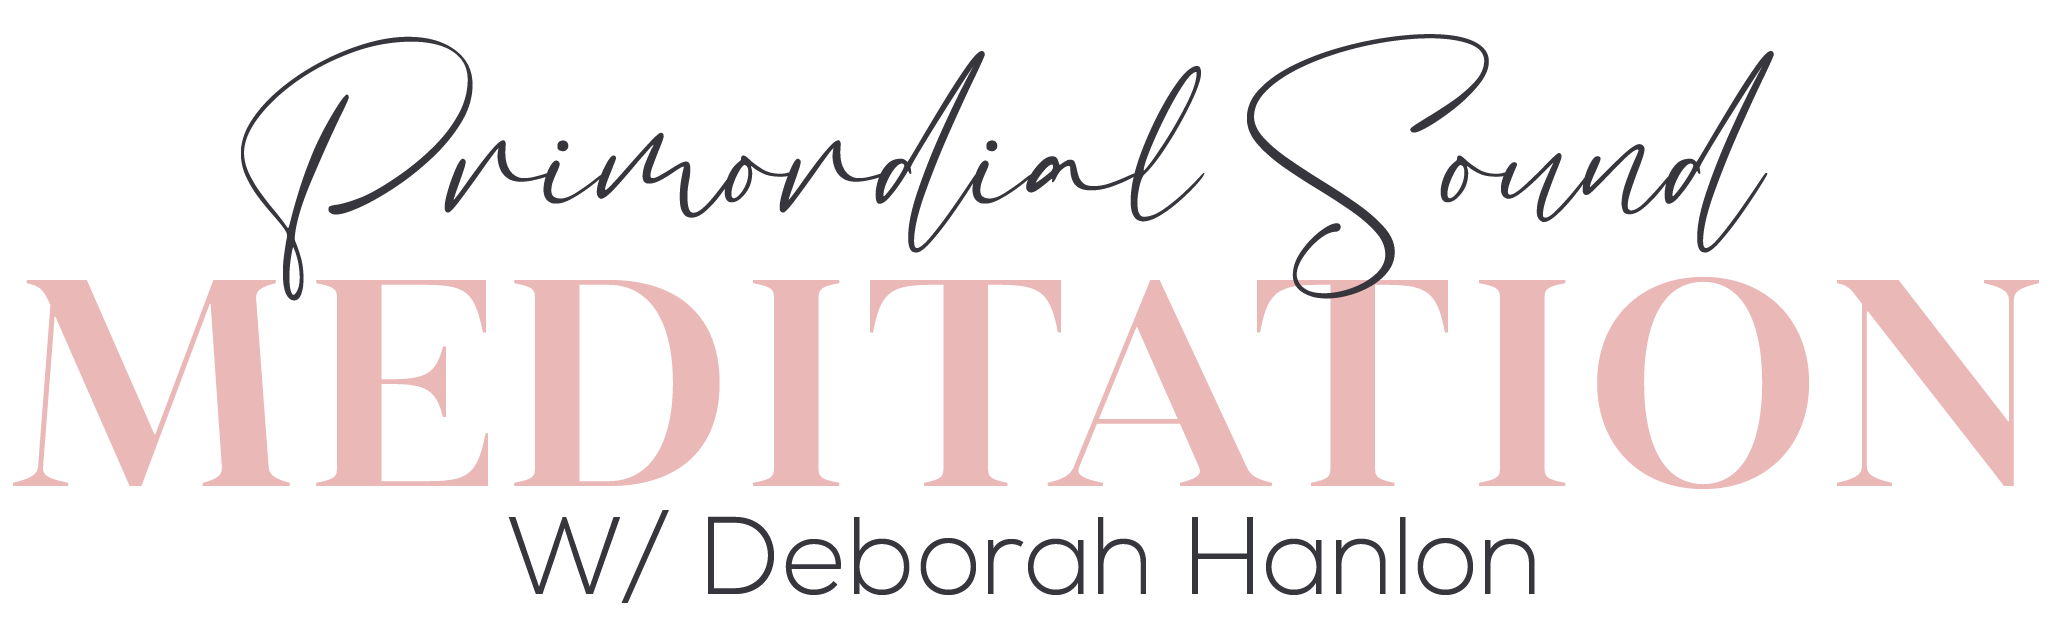 Primordial Sound
MEDITATION
W/ Deborah Hanlon